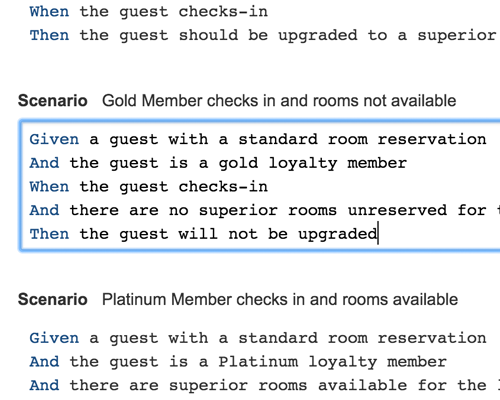 When the guest checks-in
Then the guest should be upgraded to a superior
Scenario Gold Member checks in and rooms not available
Given a guest with a standard room reservation
And the guest is a gold loyalty member
When the guest checks-in
And there are no superior rooms unreserved for
Then the guest will not be upgraded
Scenario Platinum Member checks in and rooms available
Given a guest with a standard room reservation
And the guest is a Platinum loyalty member
And there are superior rooms available for the